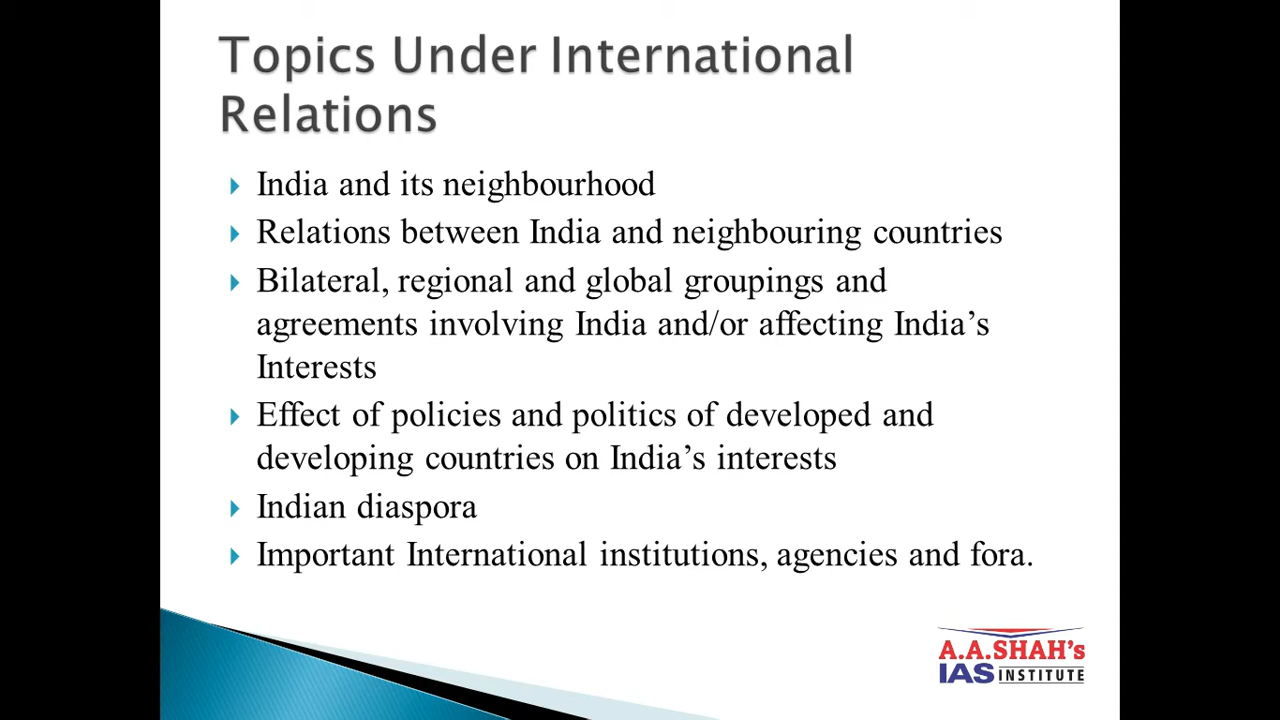 Topics Under International
Relations
India and its neighbourhood
Relations between India and neighbouring countries
Bilateral, regional and global groupings and
agreements involving India and/or affecting India’s
Interests
Effect of policies and politics of developed and
developing countries on India’s interests
Indian diaspora
Important International institutions, agencies and fora.
A.A.SHAH's
IAS INSTITUTE